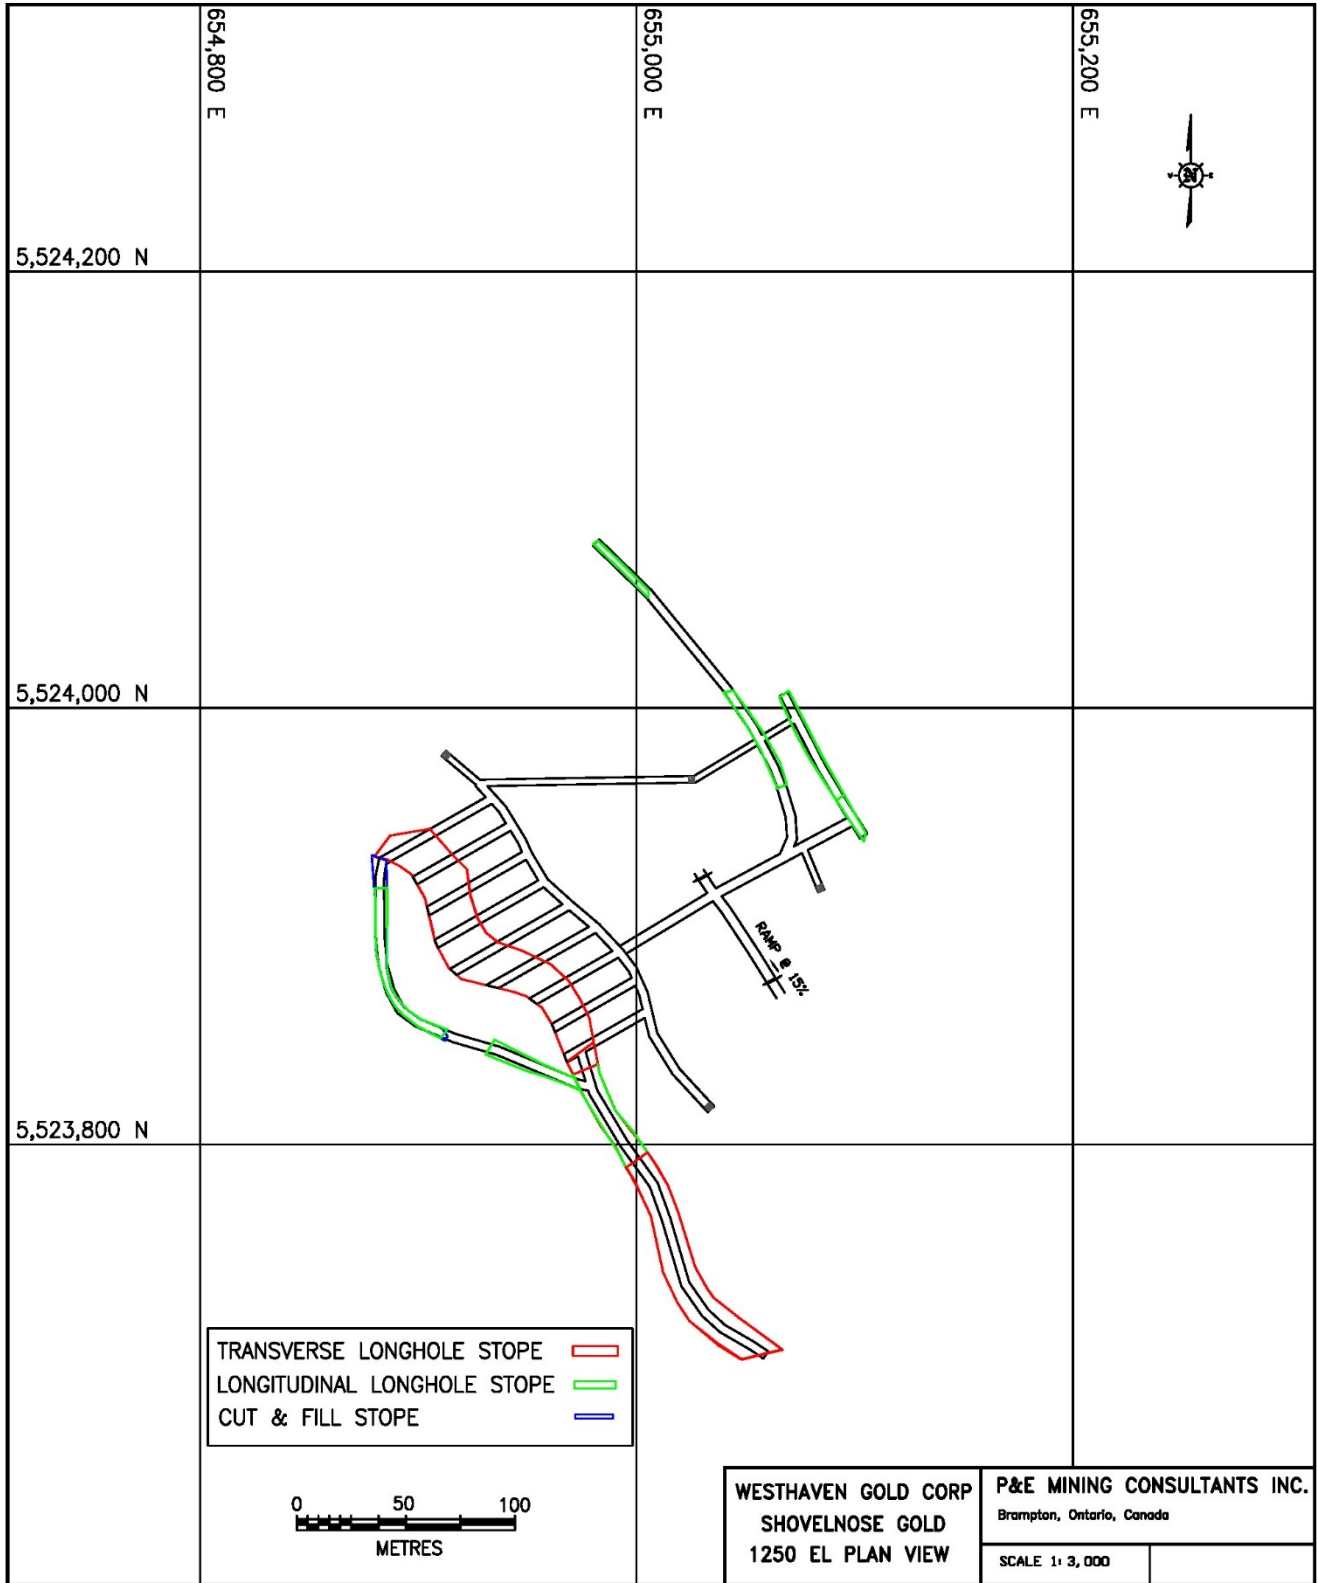 654,800 E
655,000 E
655,200 E
N
5,524,200 N
5,524,000 N
RAMP @ 15%
5,523,800 N
TRANSVERSE LONGHOLE STOPE
LONGITUDINAL LONGHOLE STOPE
CUT & FILL STOPE
0 50 100
METRES
WESTHAVEN GOLD CORP
SHOVELNOSE GOLD
1250 EL PLAN VIEW
P&E MINING CONSULTANTS INC.
Brampton, Ontario, Canada
SCALE 1: 3,000